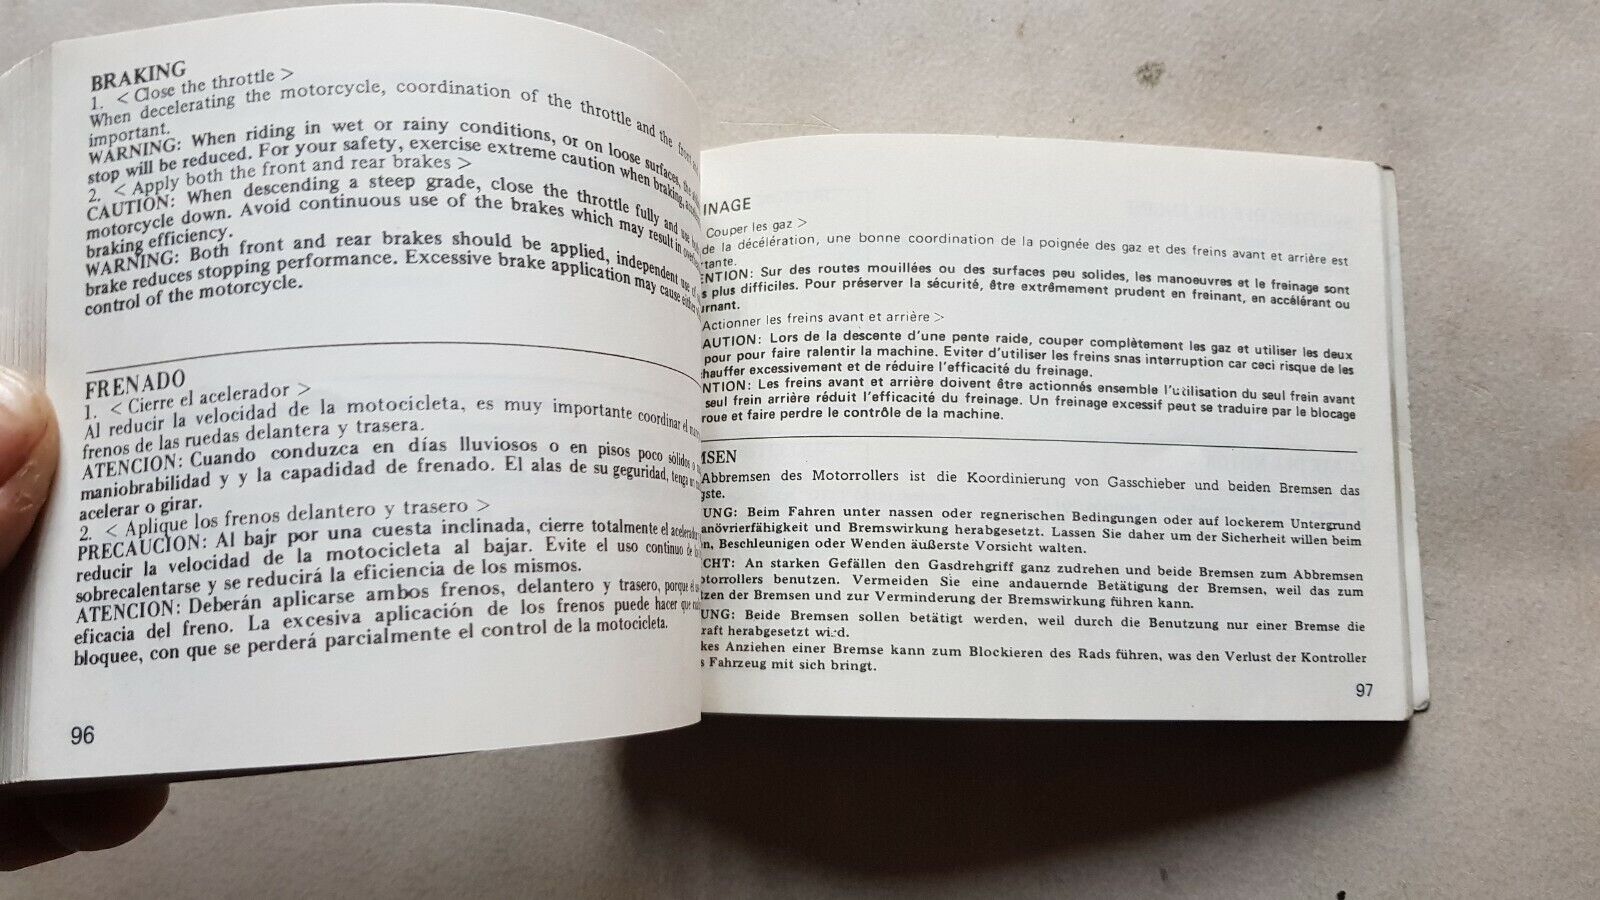 BRAKING
1. < Close the throttle >
When decelerating the motorcycle, coordination of the throttle and the front
important.
WARNING: When riding in wet or rainy conditions, or on loose surfaces, the
stop will be reduced. For your safety, exercise extreme caution when braking,
2. < Apply both the front and rear brakes >
CAUTION: When descending a steep grade, close the throttle fully and use
motorcycle down. Avoid continuous use of the brakes which may result in
braking efficiency.
WARNING: Both front and rear brakes should be applied, independent use of
brake reduces stopping performance. Excessive brake application may cause either
control of the motorcycle.
FRENADO
1. < Cierre el acelerador >
Al reducir la velocidad de la motocicleta, es muy importante coordinar el
frenos de las ruedas delantera y trasera.
ATENCION: Cuando conduzca en días lluviosos o en pisos poco sólidos
maniobrabilidad y y la capadidad de frenado. El alas de su geguridad, tenga
acelerar o girar.
2. < Aplique los frenos delantero y trasero >
PRECAUCION: Al bajr por una cuesta inclinada, cierre totalmente el acelerador
reducir la velocidad de la motocicleta al bajar. Evite el uso continuo de
sobrecalentarse y se reducirá la eficiencia de los mismos.
ATENCION: Deberán aplicarse ambos frenos, delantero y trasero, porque el
eficacia del freno. La excesiva aplicación de los frenos puede hacer que
bloquee, con que se perderá parcialmente el control de la motocicleta.
96
INAGE
Couper les gaz >
de la décélération, une bonne coordination de la poignée des gaz et des freins avant et arrière est
rtante.
ENTION: Sur des routes mouillées ou des surfaces peu solides, les manoeuvres et le freinage sont
s plus difficiles. Pour préserver la sécurité, être extrêmement prudent en freinant, en accélérant ou
urnant.
Actionner les freins avant et arrière >
AUTION: Lors de la descente d'une pente raide, couper complètement les gaz et utiliser les deux
pour pour faire ralentir la machine. Eviter d'utiliser les freins snas interruption car ceci risque de les
chauffer excessivement et de réduire l'efficacité du freinage.
NTION: Les freins avant et arrière doivent être actionnés ensemble l'utilisation du seul frein avant
seul frein arrière réduit l'efficacité du freinage. Un freinage excessif peut se traduire par le blocage
roue et faire perdre le contrôle de la machine.
MSEN
Abbremsen des Motorrollers ist die Koordinierung von Gasschieber und beiden Bremsen das
gste.
UNG: Beim Fahren unter nassen oder regnerischen Bedingungen oder auf lockerem Untergrund
anövrierfähigkeit und Bremswirkung herabgesetzt. Lassen Sie daher um der Sicherheit willen beim
n, Beschleunigen oder Wenden äußerste Vorsicht walten.
CHT: An starken Gefällen den Gasdrehgriff ganz zudrehen und beide Bremsen zum Abbremsen
otorrollers benutzen. Vermeiden Sie eine andauernde Betätigung der Bremsen, weil das zum
tzen der Bremsen und zur Verminderung der Bremswirkung führen kann.
UNG: Beide Bremsen sollen betätigt werden, weil durch die Benutzung nur einer Bremse die
raft herabgesetzt wird.
kes Anziehen einer Bremse kann zum Blockieren des Rads führen, was den Verlust der Kontroller
s Fahrzeug mit sich bringt.
97